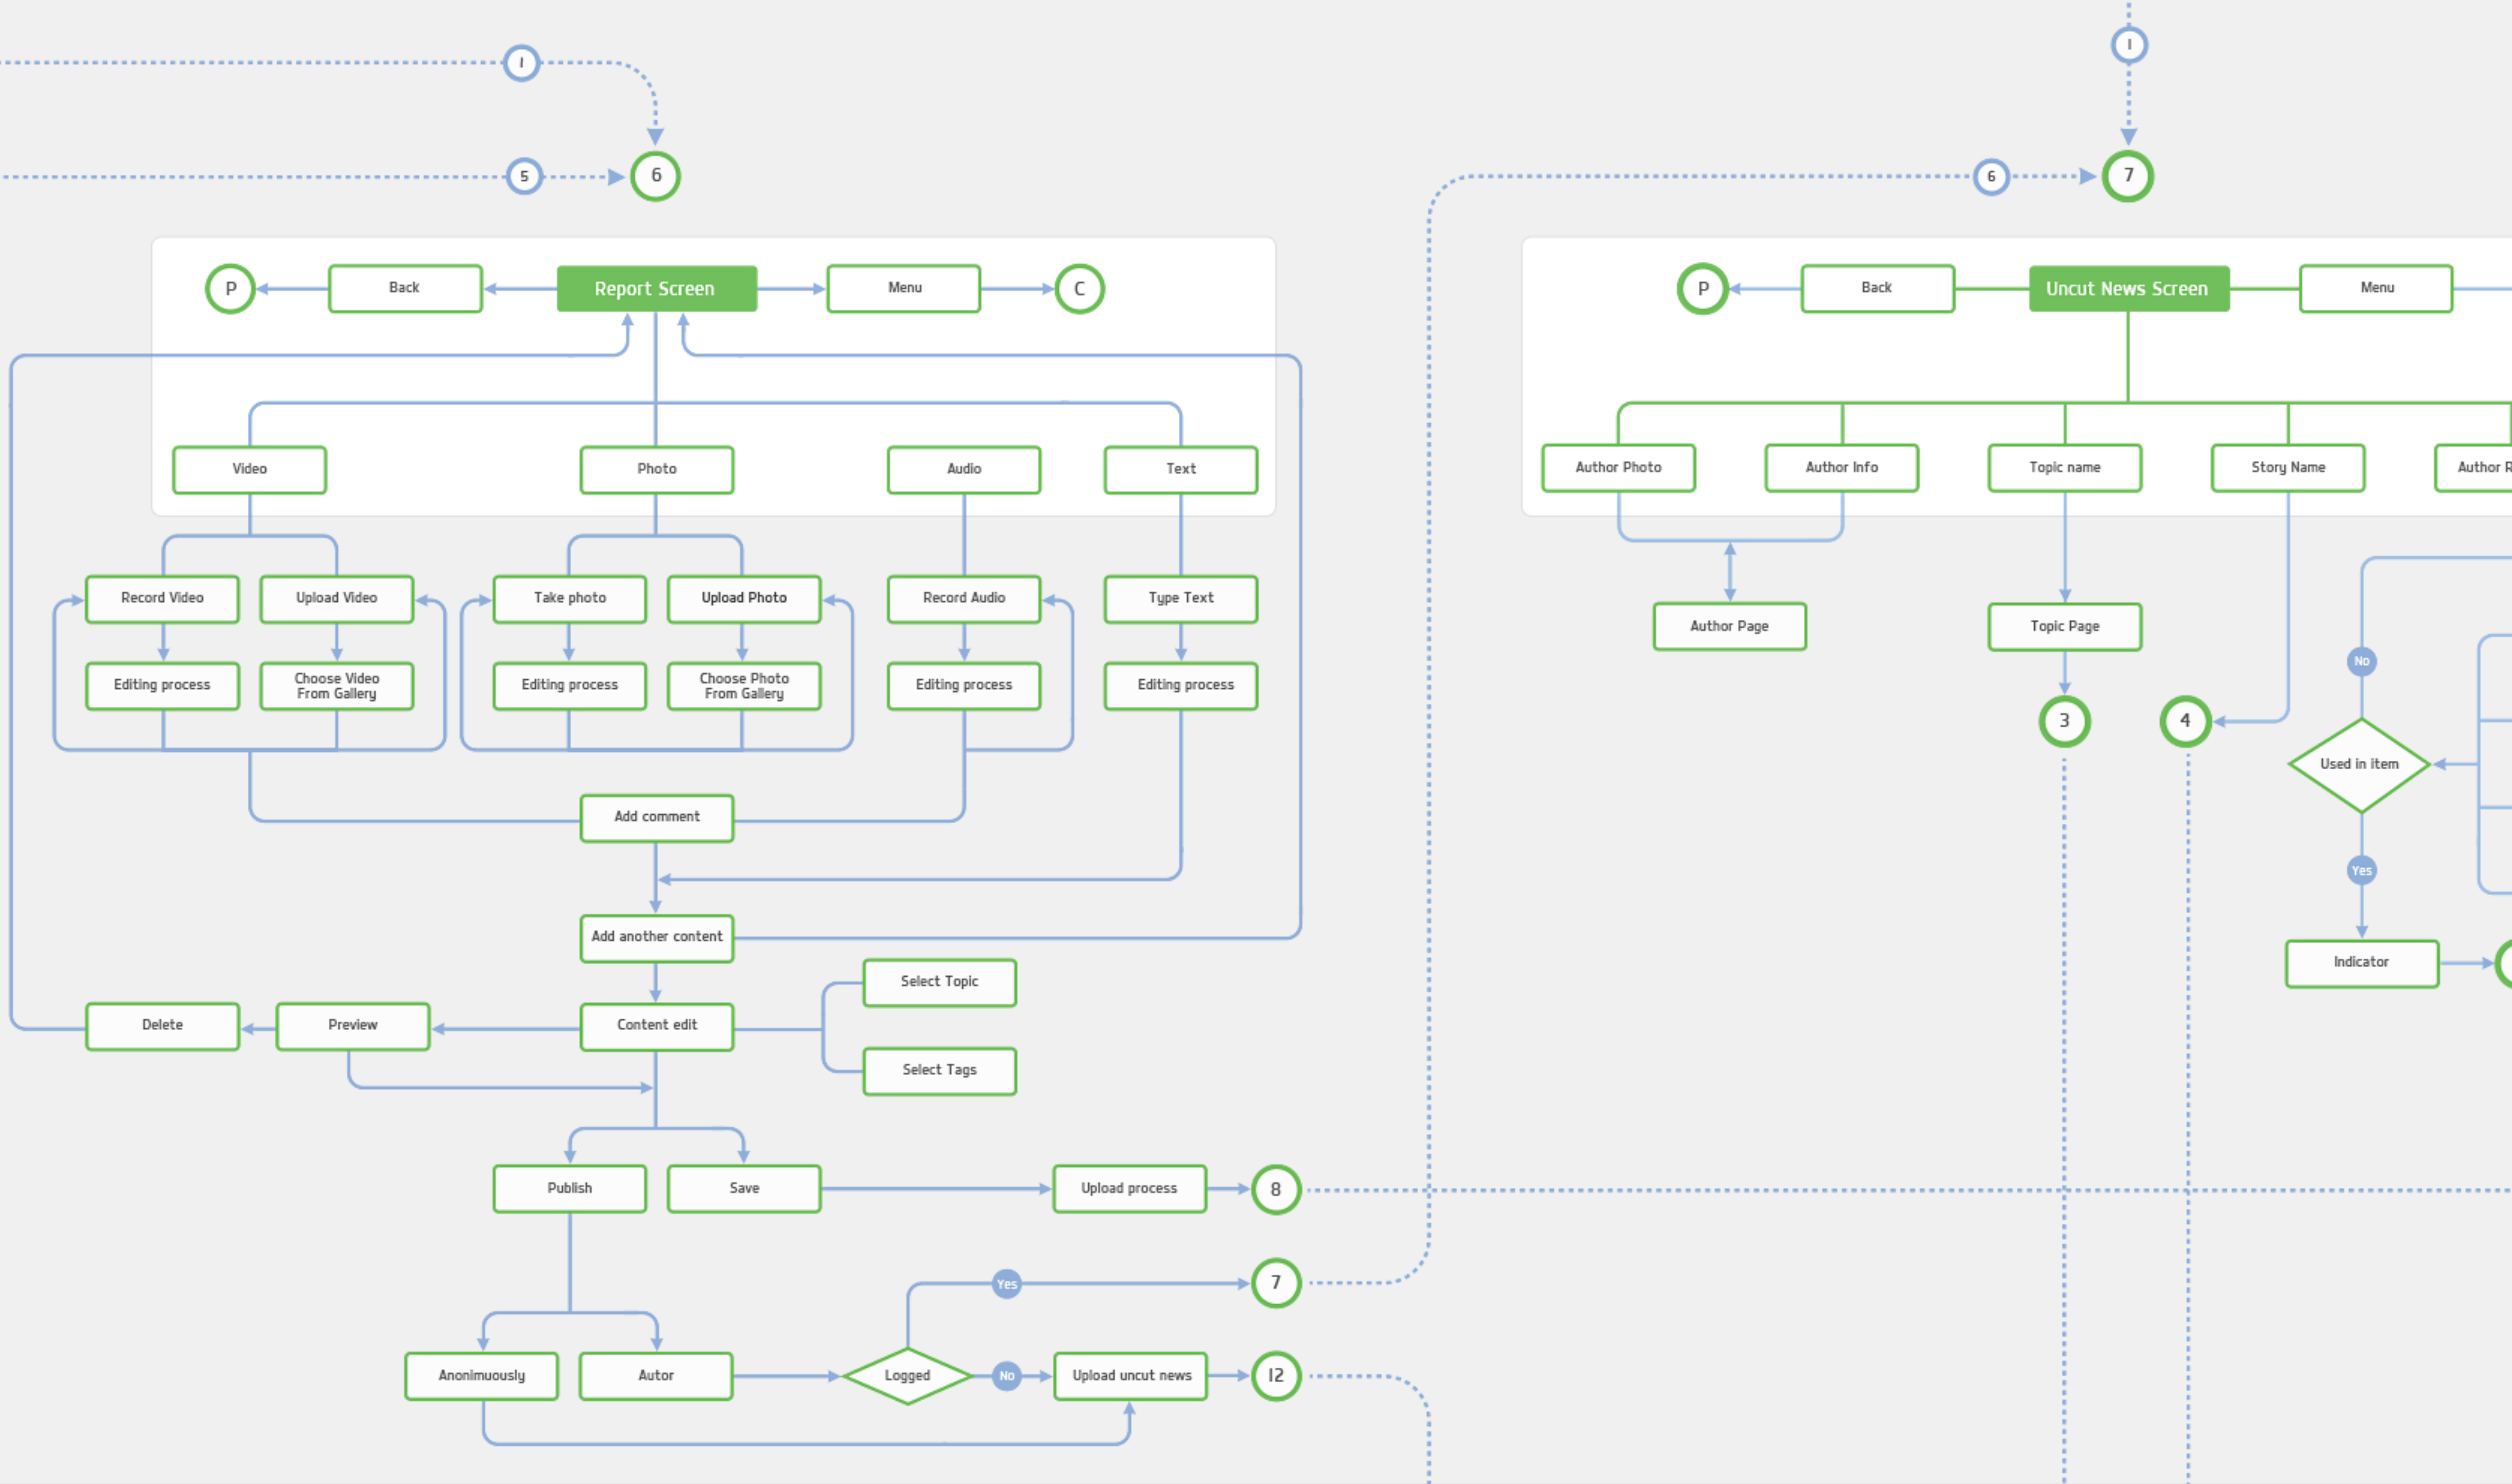 1
1
5
6
6
7
P
Back
Report Screen
Menu
C
P
Back
Uncut News Screen
Menu
Video
Photo
Audio
Text
Author Photo
Author Info
Topic name
Story Name
Author R
Record Video
Upload Video
Take photo
Upload Photo
Record Audio
Type Text
Author Page
Topic Page
No
Editing process
Choose Video
From Gallery
Editing process
Choose Photo
From Gallery
Editing process
Editing process
3
4
Used in item
Add comment
Yes
Add another content
Indicator
Select Topic
Delete
Preview
Content edit
Select Tags
Publish
Save
Upload process
8
Yes
7
Anonimuously
Autor
Logged
No
Upload uncut news
12